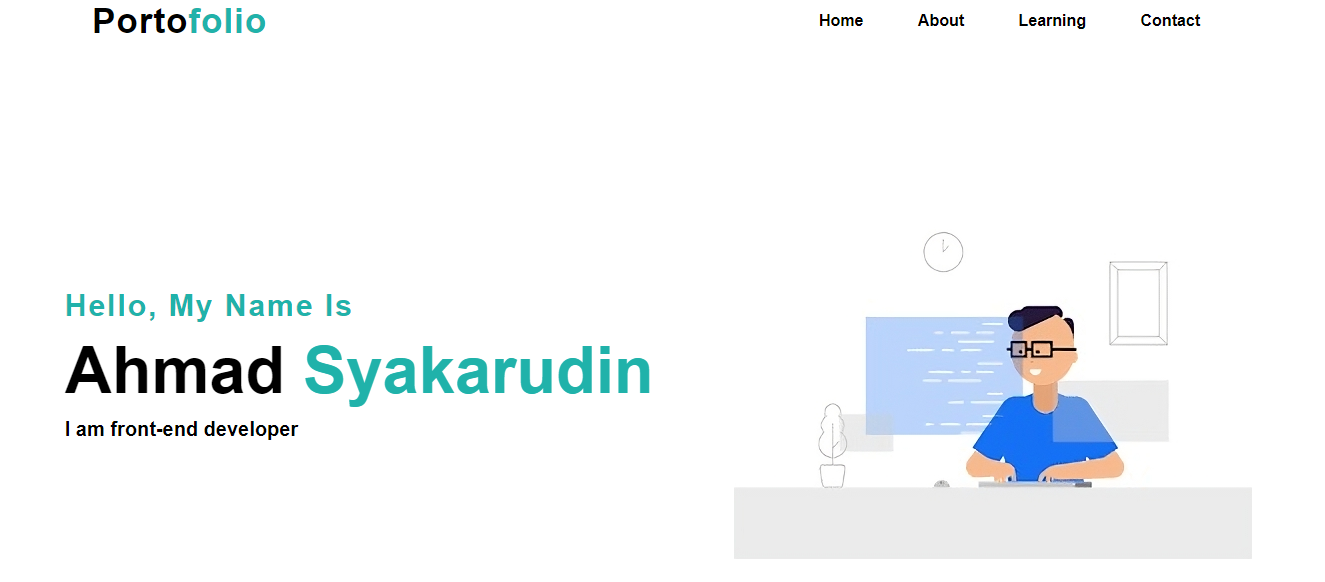 Portofolio
Home About Learning Contact
Hello, My Name Is
Ahmad Syakarudin
I am front-end developer